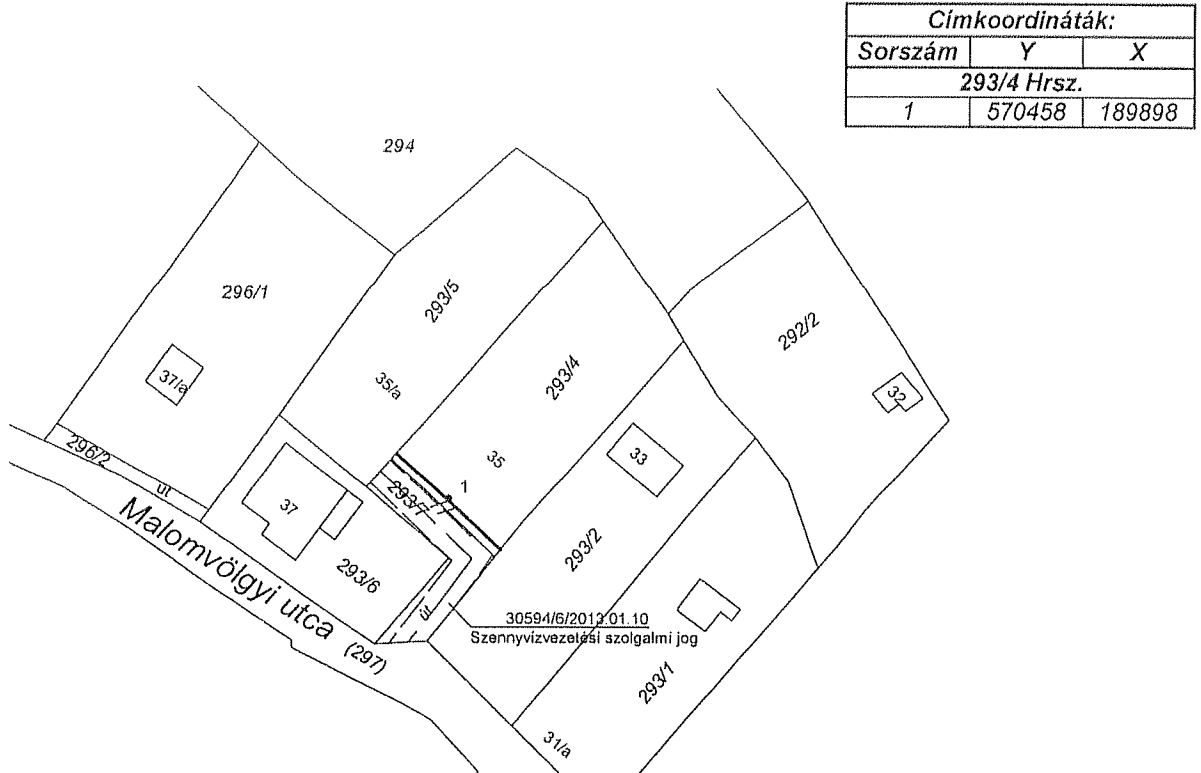 Címkoordináták:
Sorszám Y X
293/4 Hrsz.
1 570458 189898
294
296/1
293/5
292/2
293/4
37/a
35/a
32
33
35
296/2
út
1
293/7
37
Malomvölgyi utca
(297)
293/6
293/2
út
30594/6/2013.01.10
Szennyvízvezetési szolgalmi jog
293/1
31/a